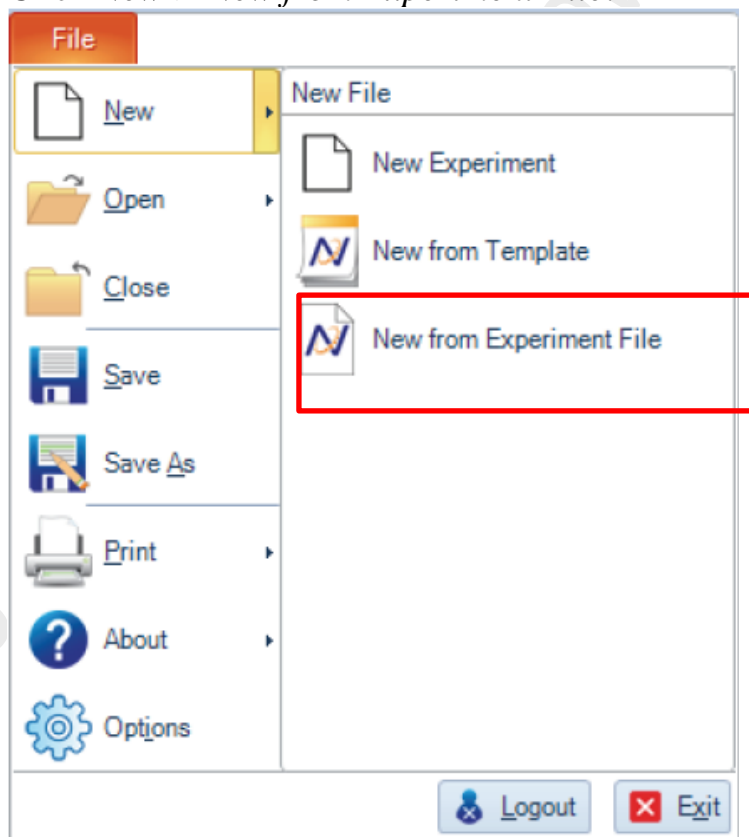 File
New
New File
New Experiment
Open
New from Template
Close
New from Experiment File
Save
Save As
Print
About
Options
Logout
Exit